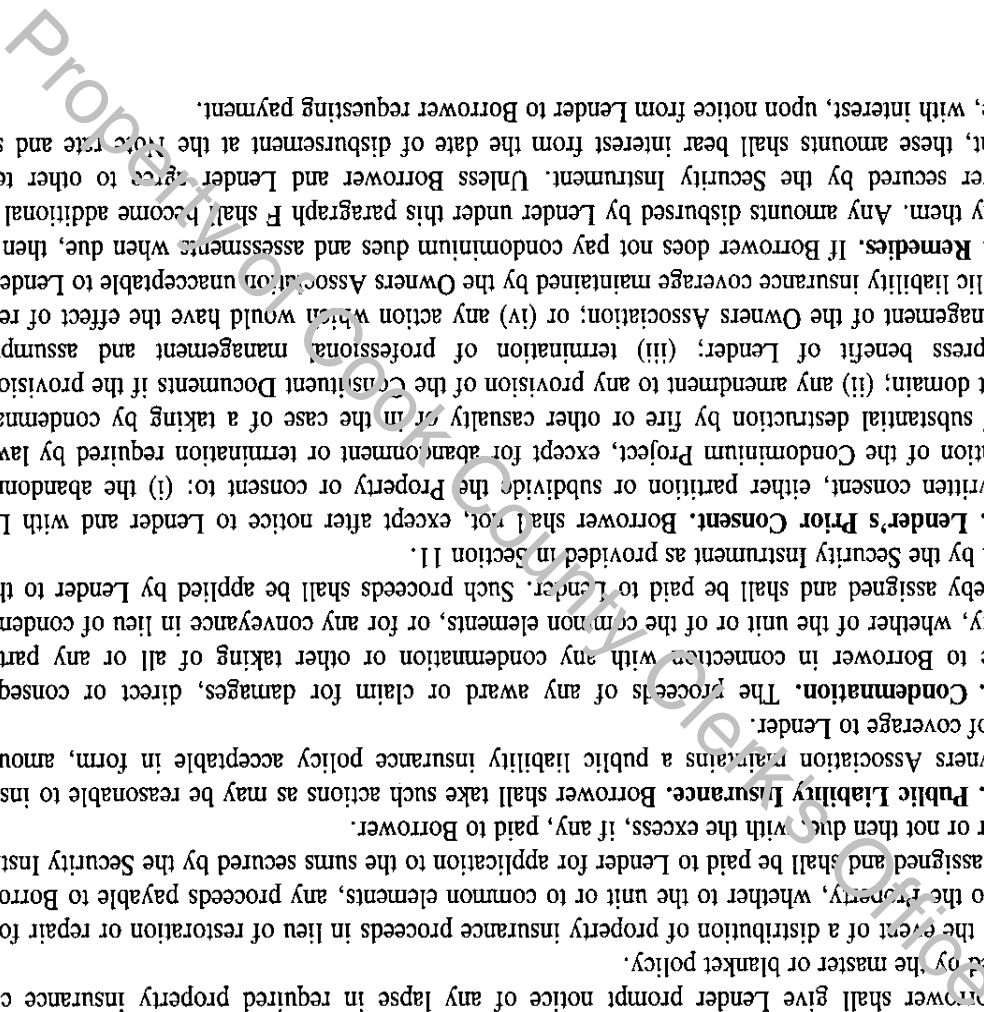 orrower shall give Lender prompt notice of any lapse in required property insurance c
ed by the master or blanket policy.
the event of a distribution of property insurance proceeds in lieu of restoration or repair fo
o the Property, whether to the unit or to common elements, any proceeds payable to Borro
assigned and shall be paid to Lender for application to the sums secured by the Security Inst
r or not then due, with the excess, if any, paid to Borrower.
. Public Liability Insurance. Borrower shall take such actions as may be reasonable to insu
wners Association maintains a public liability insurance policy acceptable in form, amou
of coverage to Lender.
. Condemnation. The proceeds of any award or claim for damages, direct or conseq
e to Borrower in connection with any condemnation or other taking of all or any part
y, whether of the unit or of the common elements, or for any conveyance in lieu of conden
eby assigned and shall be paid to Lender. Such proceeds shall be applied by Lender to th
by the Security Instrument as provided in Section 11.
. Lender's Prior Consent. Borrower shall not, except after notice to Lender and with L
written consent, either partition or subdivide the Property or consent to: (i) the abandonm
ation of the Condominium Project, except for abandonment or termination required by law
substantial destruction by fire or other casualty or in the case of a taking by condemna
t domain; (ii) any amendment to any provision of the Constituent Documents if the provisio
press benefit of Lender; (iii) termination of professional management and assump
nagement of the Owners Association; or (iv) any action which would have the effect of re
lic liability insurance coverage maintained by the Owners Association unacceptable to Lende
. Remedies. If Borrower does not pay condominium dues and assessments when due, then
y them. Any amounts disbursed by Lender under this paragraph F shall become additional
er secured by the Security Instrument. Unless Borrower and Lender agree to other te
nt, these amounts shall bear interest from the date of disbursement at the Note rate and s
e, with interest, upon notice from Lender to Borrower requesting payment.
Property of Cook County Clerk's Office